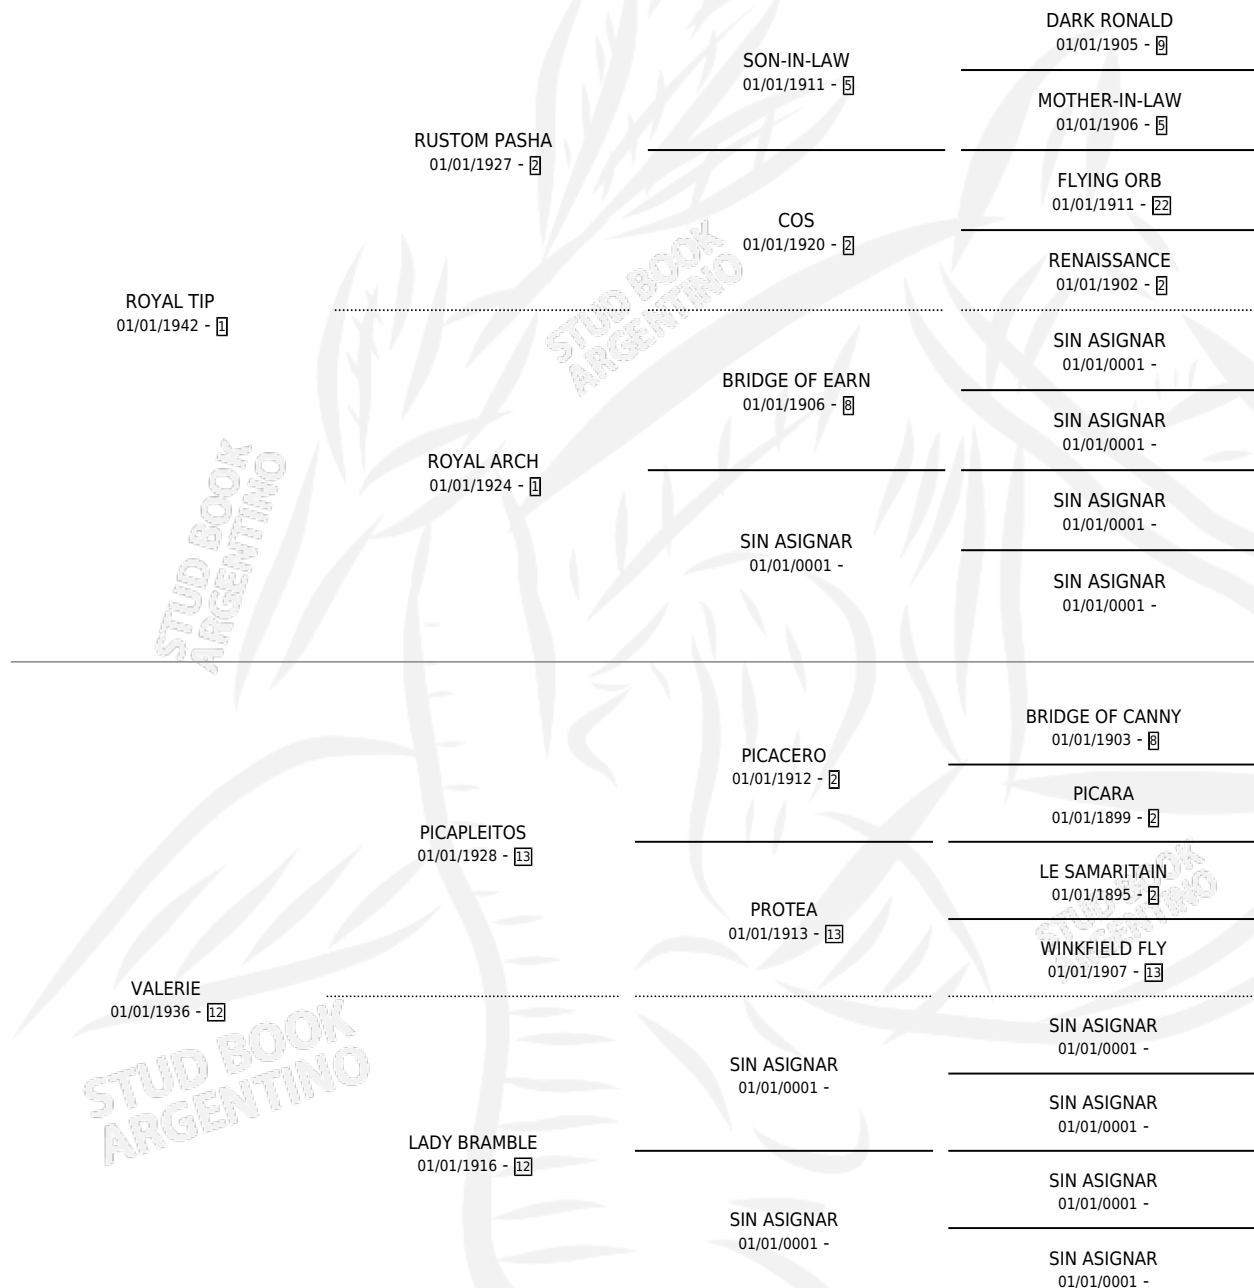 DARK RONALD
01/01/1905 - 9
SON-IN-LAW
01/01/1911 - 5
MOTHER-IN-LAW
01/01/1906 - 5
RUSTOM PASHA
01/01/1927 - 2
FLYING ORB
01/01/1911 - 22
COS
01/01/1920 - 2
RENAISSANCE
01/01/1902 - 2
ROYAL TIP
01/01/1942 - 1
SIN ASIGNAR
01/01/0001 -
BRIDGE OF EARN
01/01/1906 - 8
SIN ASIGNAR
01/01/0001 -
ROYAL ARCH
01/01/1924 - 1
SIN ASIGNAR
01/01/0001 -
SIN ASIGNAR
01/01/0001 -
SIN ASIGNAR
01/01/0001 -
STUD BOOK
ARGENTINO
STUD BOOK
ARGENTINO
BRIDGE OF CANNY
01/01/1903 - 8
PICACERO
01/01/1912 - 2
PICARA
01/01/1899 - 2
PICAPLEITOS
01/01/1928 - 13
LE SAMARITAIN
01/01/1895 - 2
PROTEA
01/01/1913 - 13
WINKFIELD FLY
01/01/1907 - 13
VALERIE
01/01/1936 - 12
SIN ASIGNAR
01/01/0001 -
SIN ASIGNAR
01/01/0001 -
SIN ASIGNAR
01/01/0001 -
LADY BRAMBLE
01/01/1916 - 12
SIN ASIGNAR
01/01/0001 -
SIN ASIGNAR
01/01/0001 -
SIN ASIGNAR
01/01/0001 -
STUD BOOK
ARGENTINO
STUD BOOK
ARGENTINO